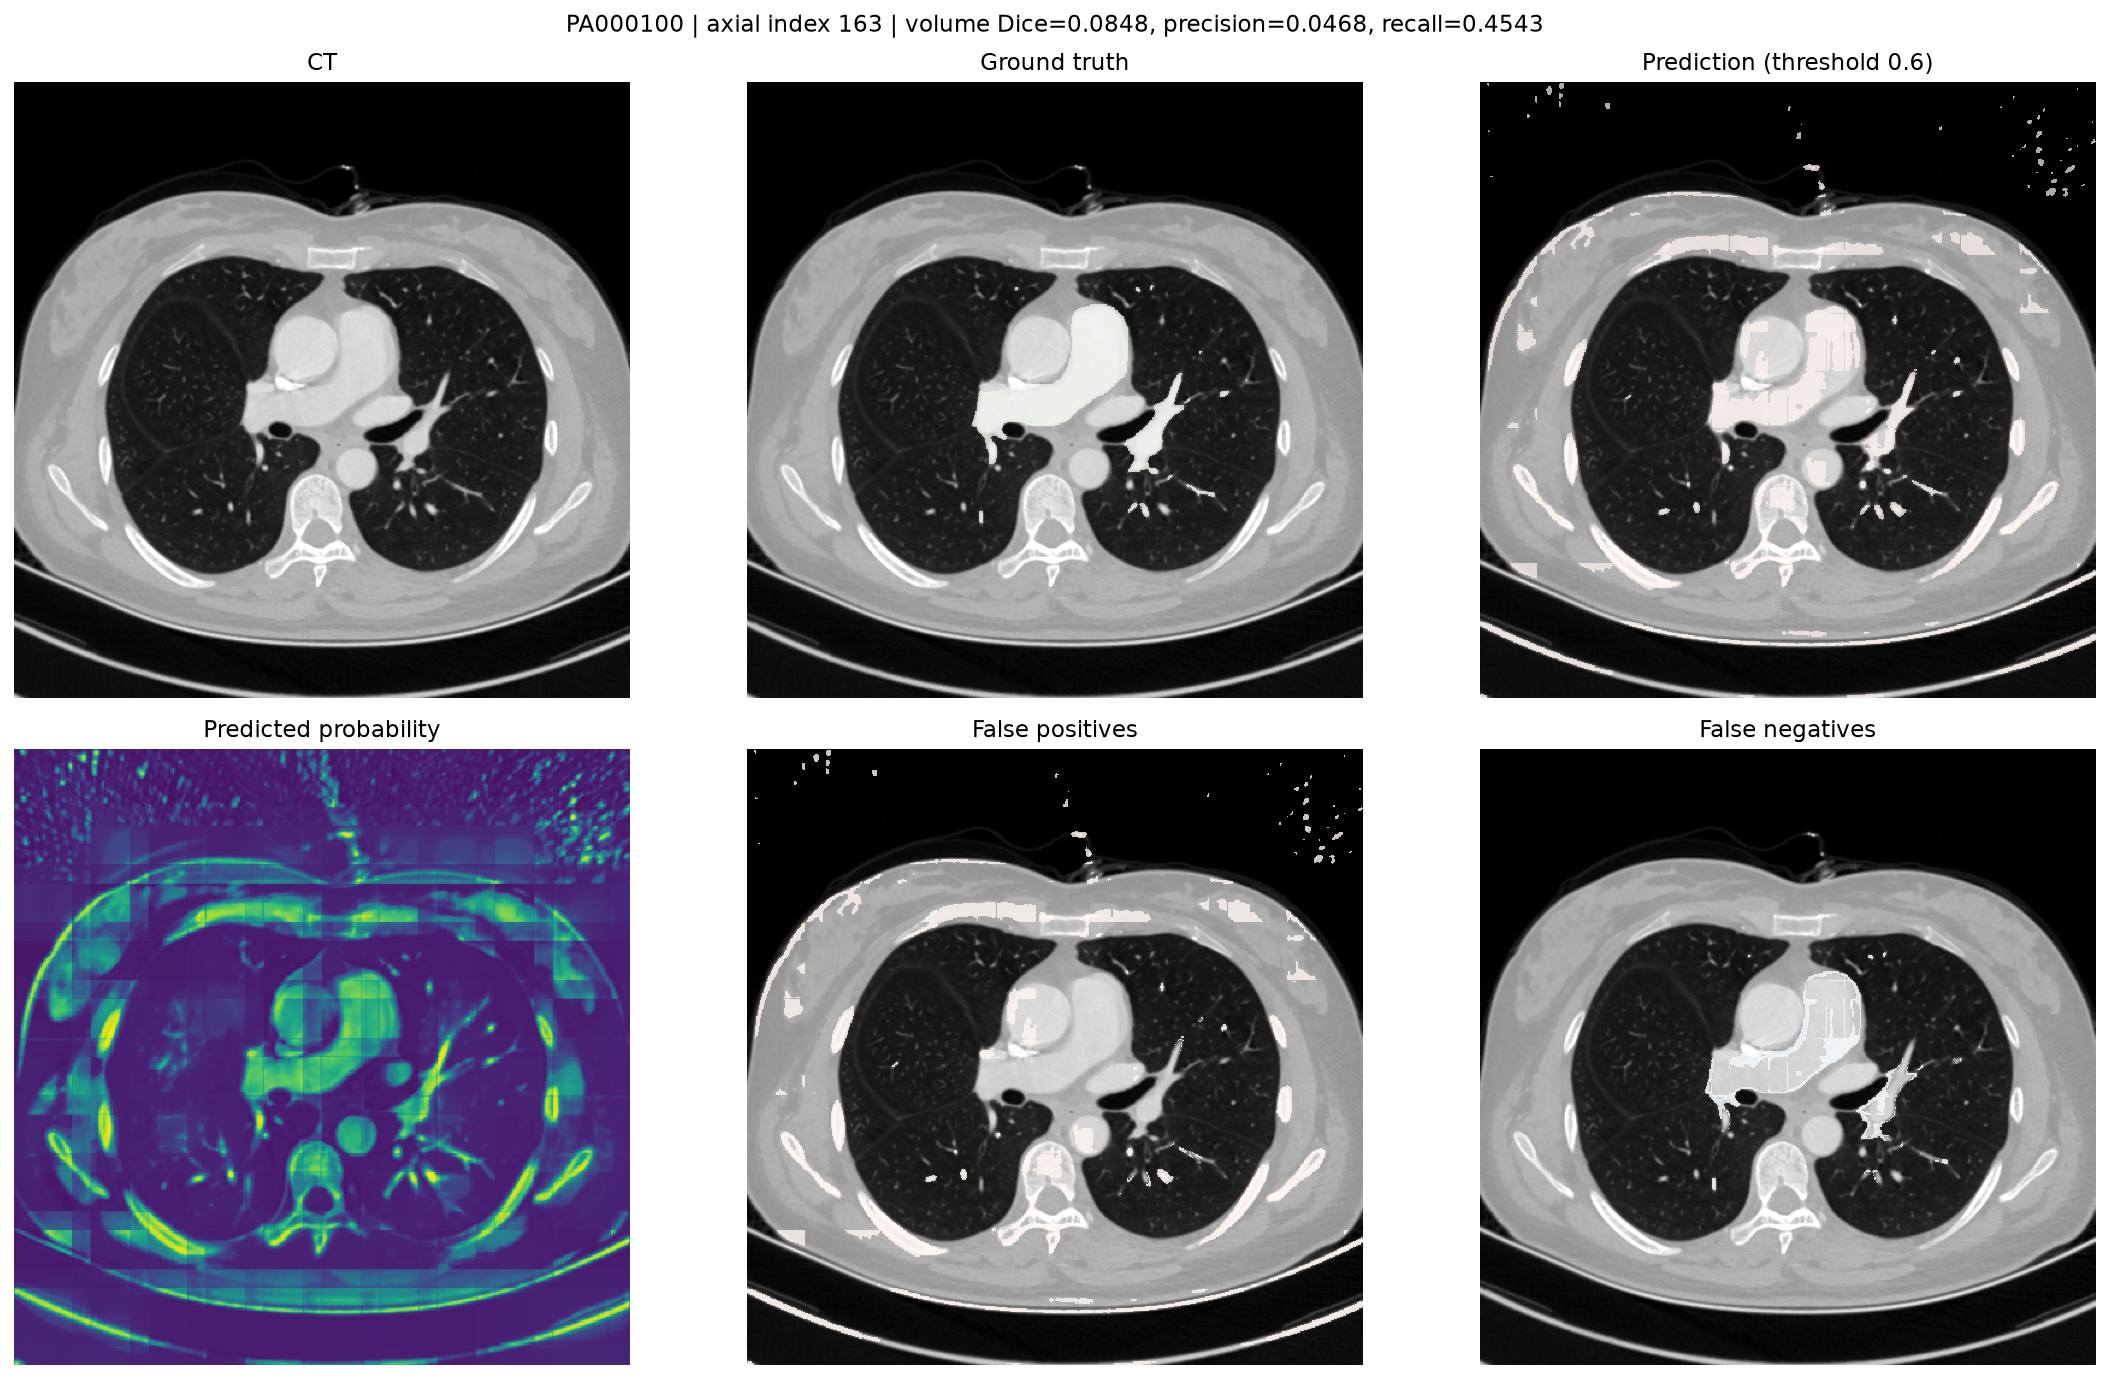 PA000100 | axial index 163 | volume Dice=0.0848, precision=0.0468, recall=0.4543
CT
Ground truth
Prediction (threshold 0.6)
Predicted probability
False positives
False negatives